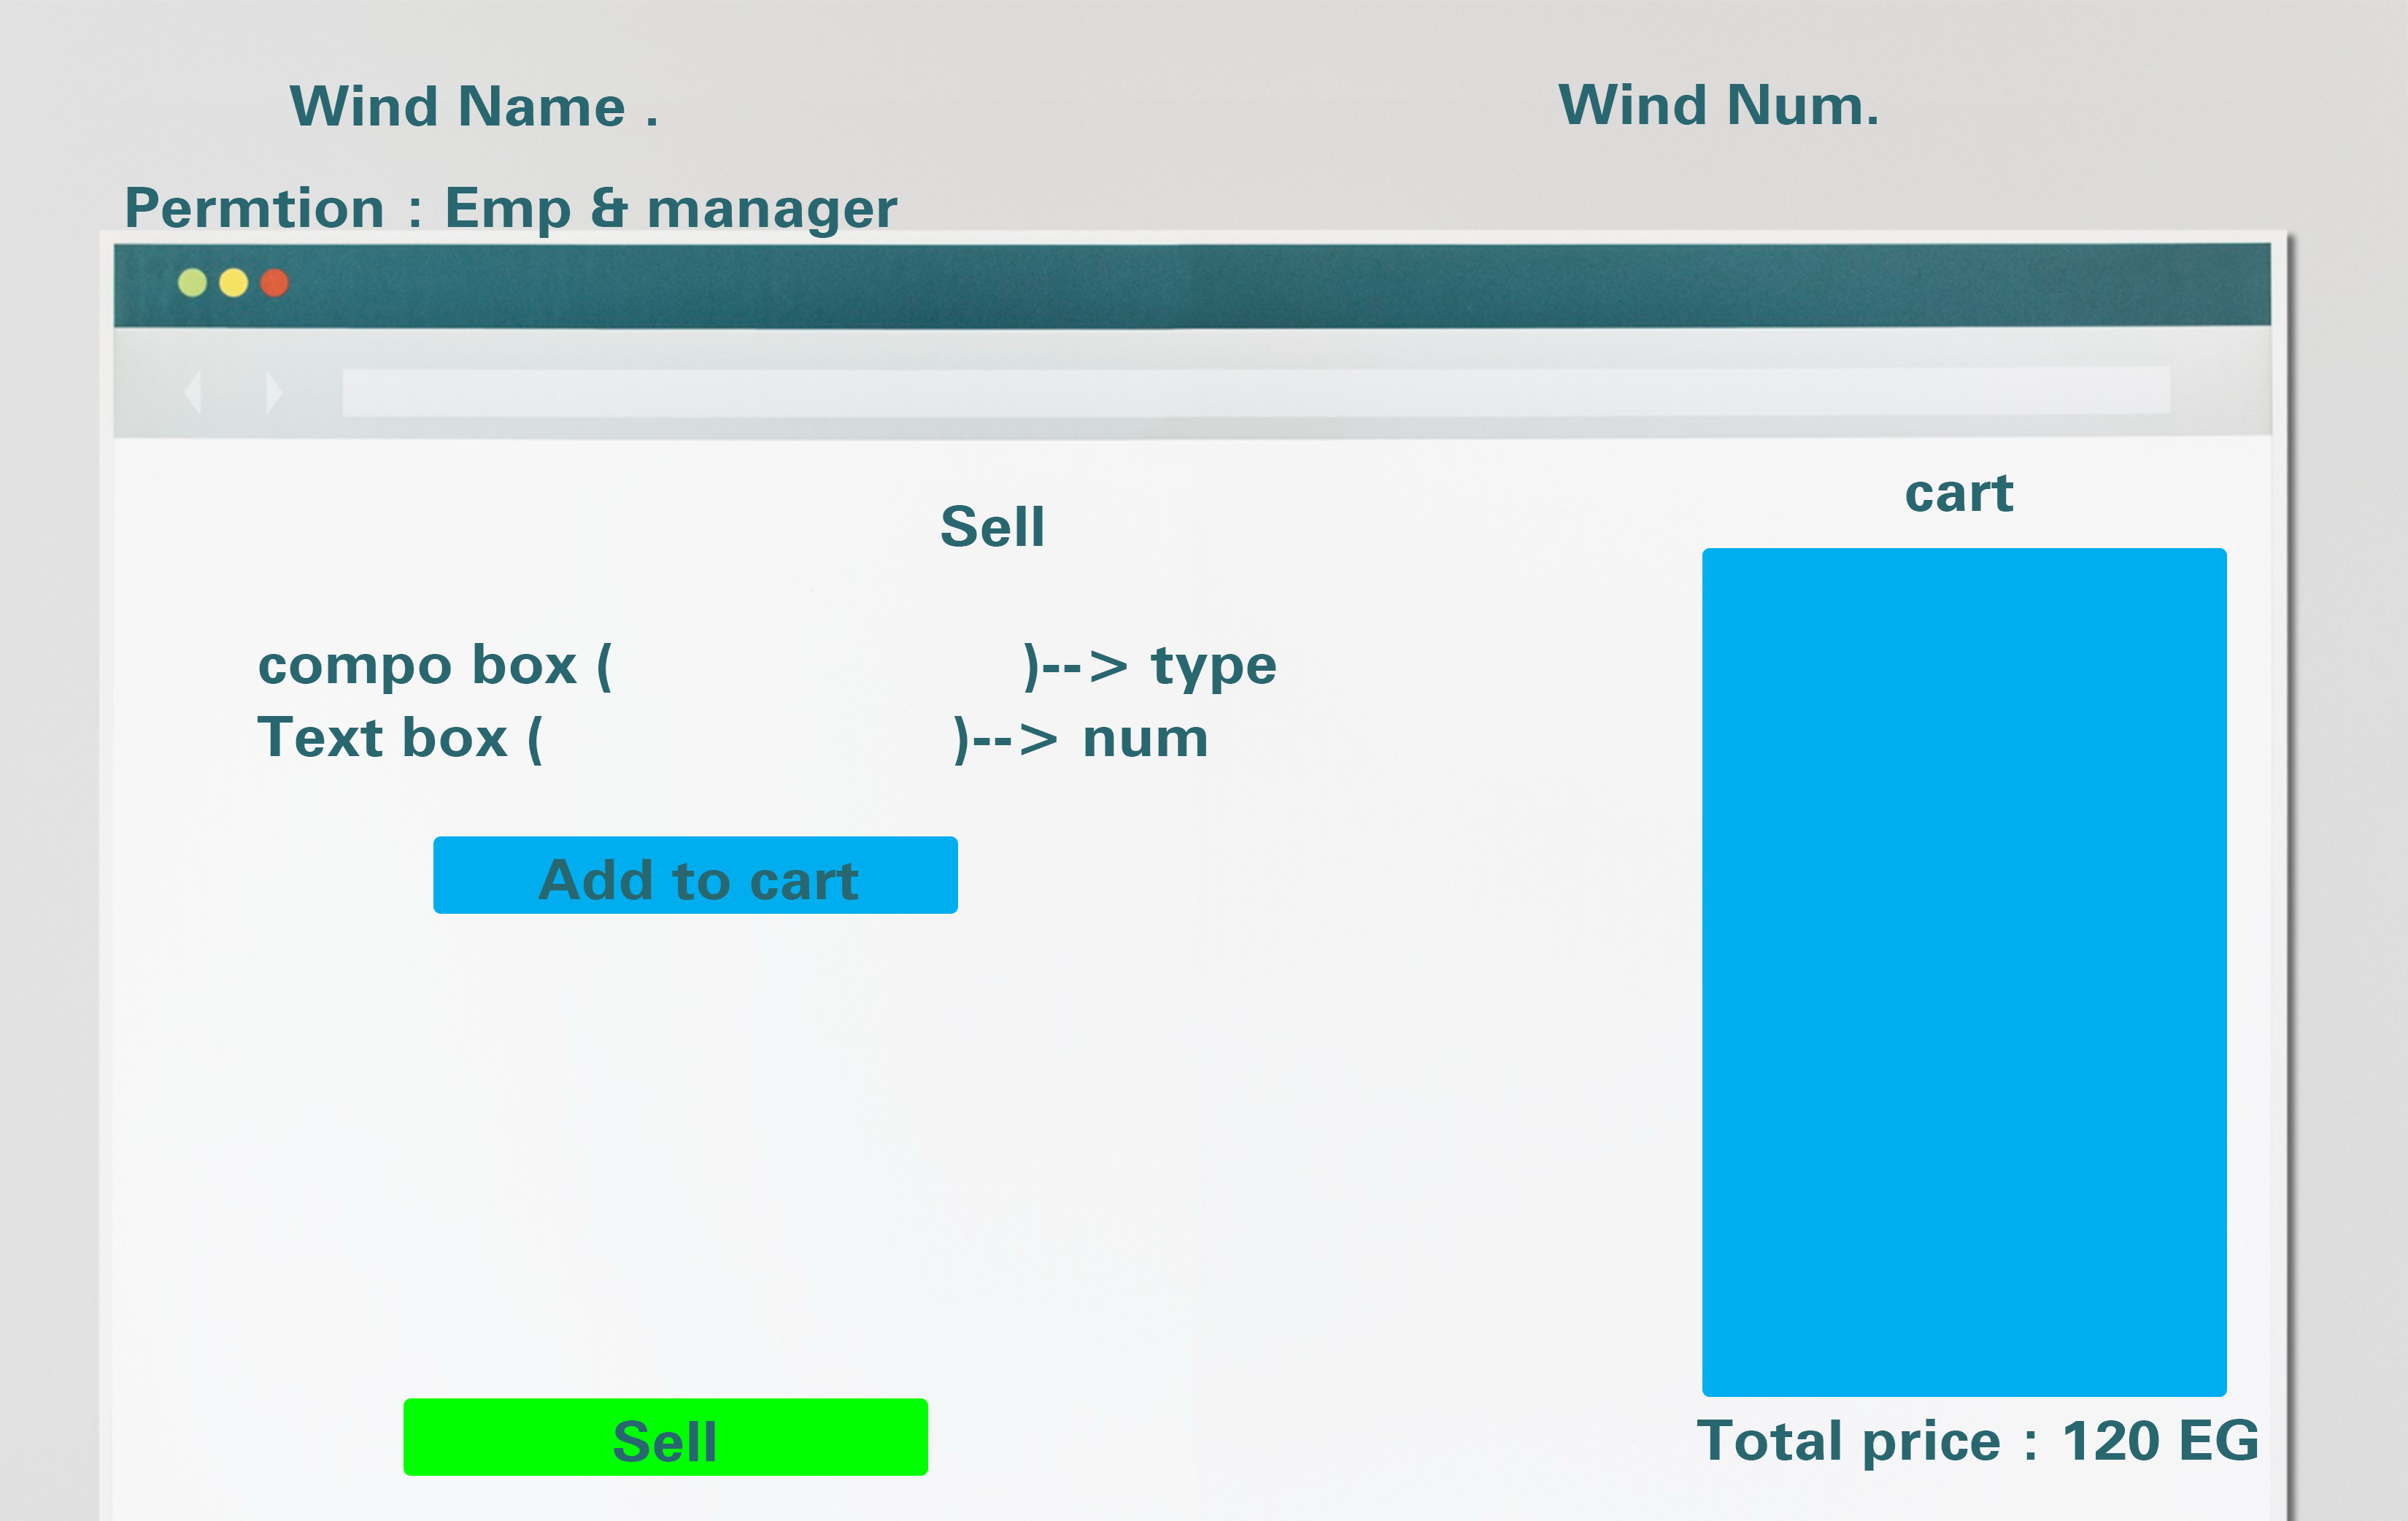 Wind Name .
Wind Num.
Permtion : Emp & manager
cart
Sell
compo box ( )--> type
Text box ( )--> num
Add to cart
Sell
Total price : 120 EG